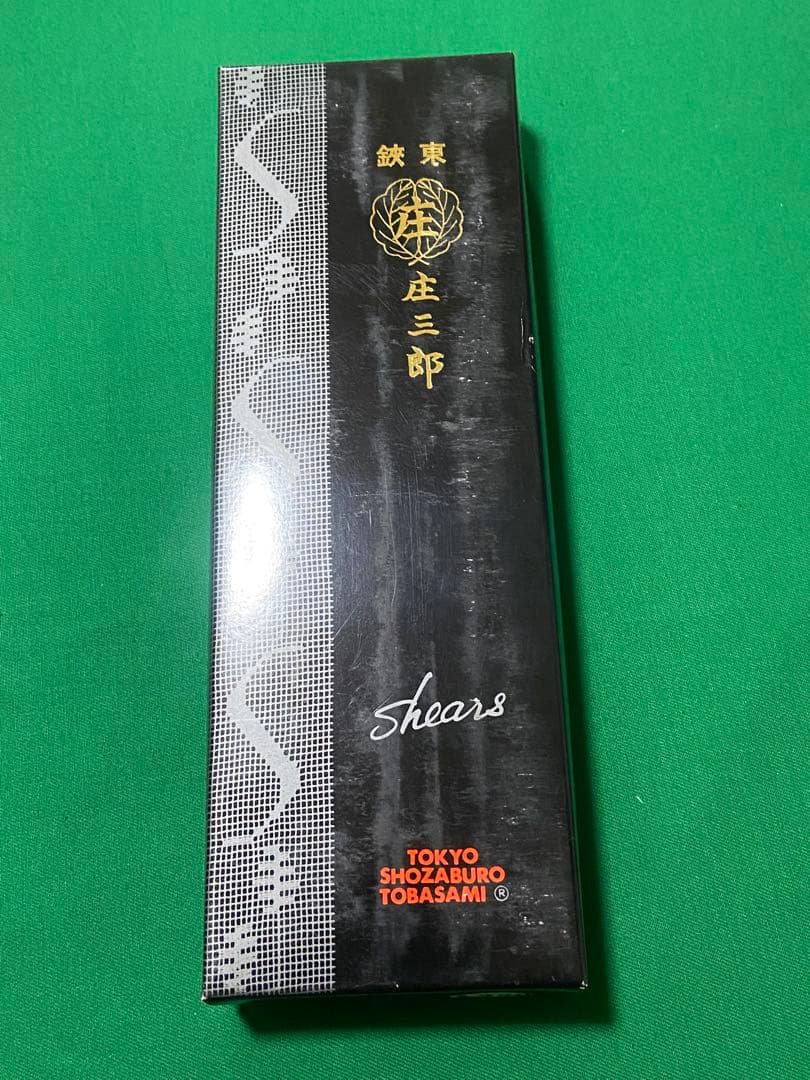 鋏東
庄
庄三郎
Shears
TOKYO
SHOZABURO
TOBASAMI ®